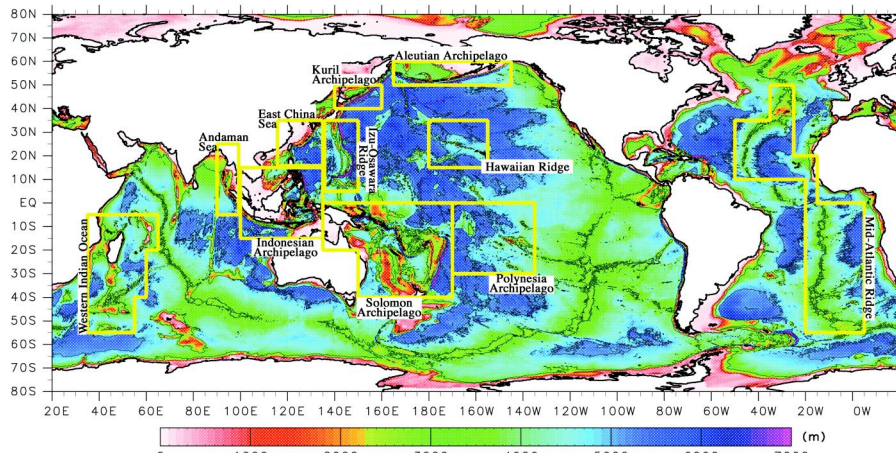 80N
70N
60N
50N
40N
30N
20N
10N
EQ
10S
20S
30S
40S
50S
60S
70S
80S
Aleutian Archipelago
Kuril
Archipelago
East China
Sea
Andaman
Sea
Izu-Osawara
Ridge
Hawaiian Ridge
Indonesian
Archipelago
Western Indian Ocean
Solomon
Archipelago
Polynesia
Archipelago
Mid-Atlantic Ridge
20E 40E 60E 80E 100E 120E 140E 160E 180E 160W 140W 120W 100W 80W 60W 40W 20W 0W
(m)